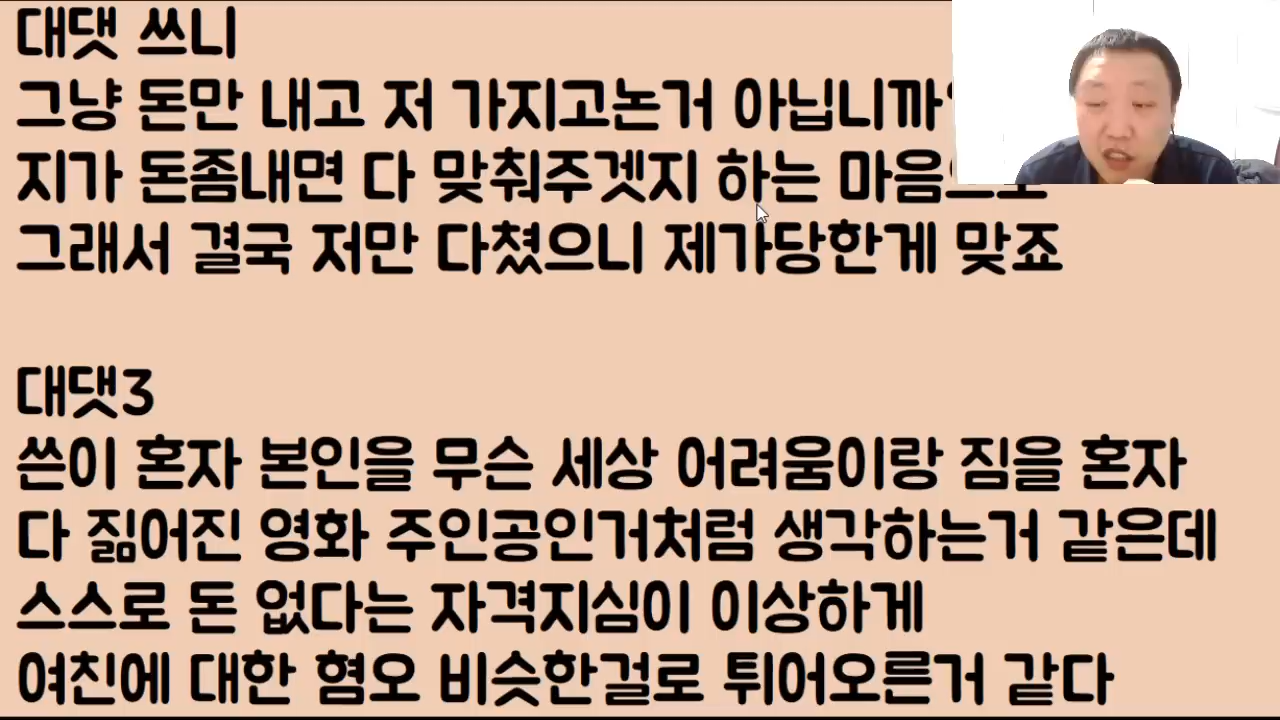 대댓 쓰니
그냥 돈만 내고 저 가지고논거 아닙니까
지가 돈좀내면 다 맞춰주겟지 하는 마음으로
그래서 결국 저만 다쳤으니 제가당한게 맞죠
대댓3
쓴이 혼자 본인을 무슨 세상 어려움이랑 짐을 혼자
다 짊어진 영화 주인공인거처럼 생각하는거 같은데
스스로 돈 없다는 자격지심이 이상하게
여친에 대한 혐오 비슷한걸로 튀어오른거 같다